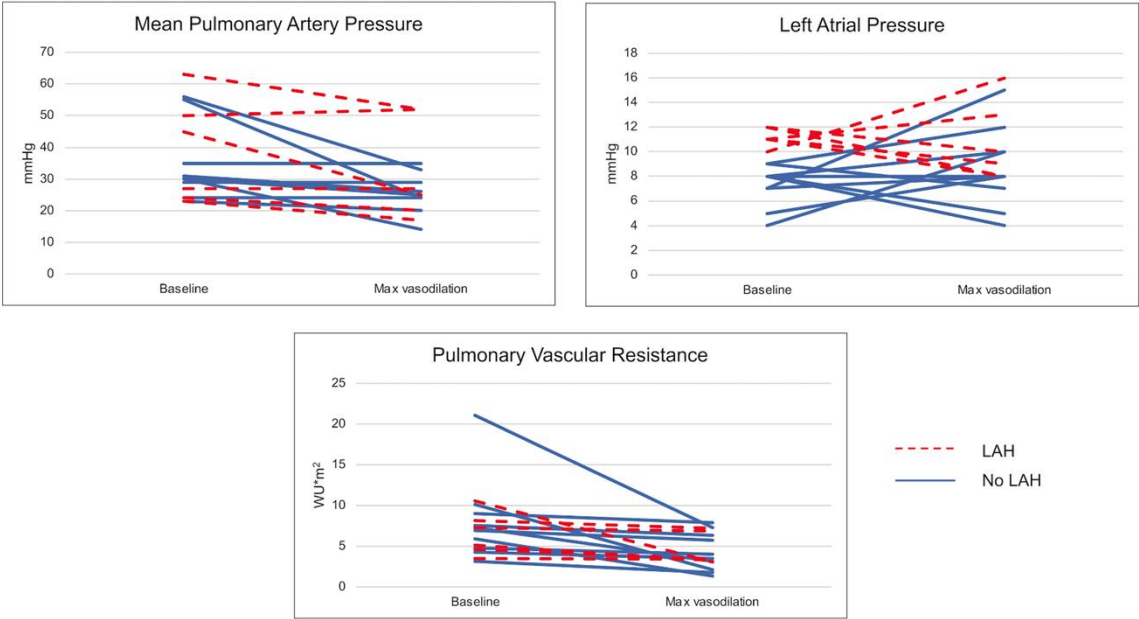 Mean Pulmonary Artery Pressure
70
60
50
40
30
20
10
0
mmHg
Baseline
Max vasodilation
Left Atrial Pressure
18
16
14
12
10
8
6
4
2
0
mmHg
Baseline
Max vasodilation
Pulmonary Vascular Resistance
25
20
15
10
5
0
WU*m²
Baseline
Max vasodilation
LAH
No LAH